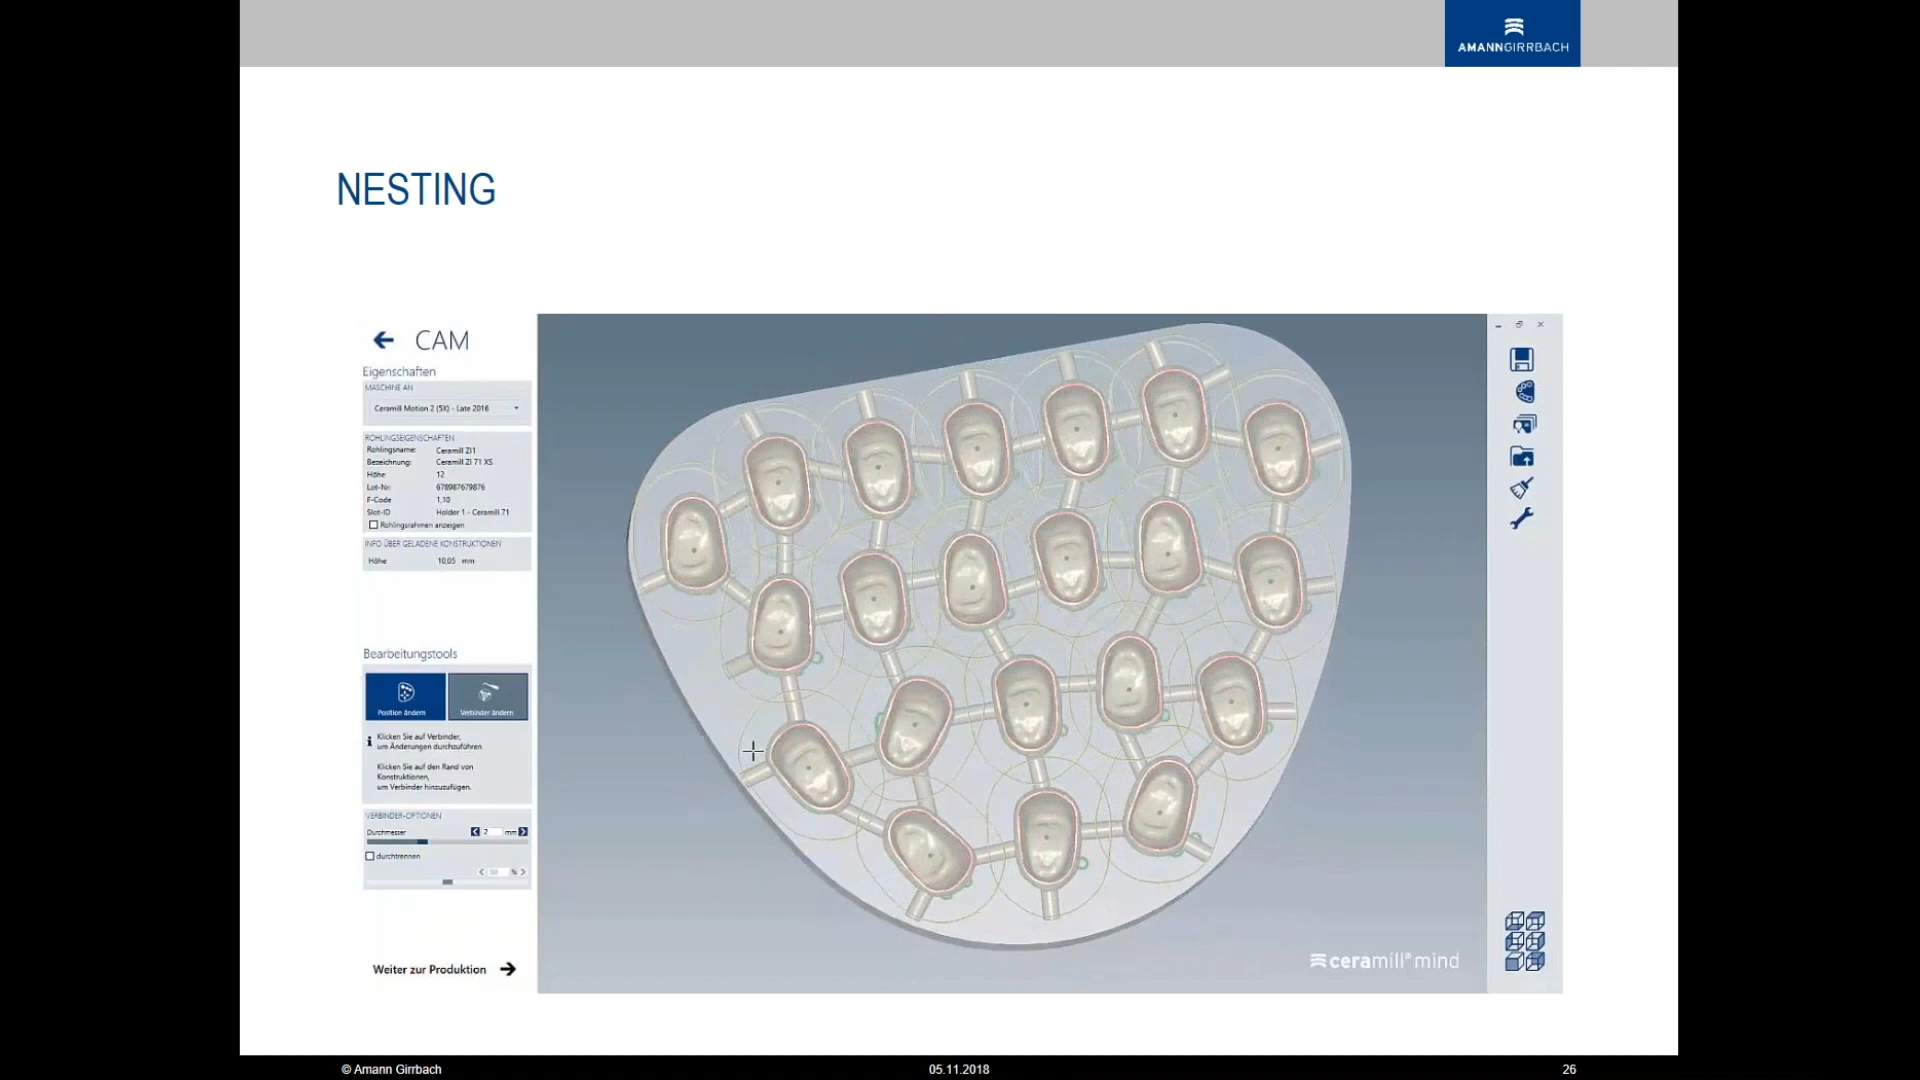 AMANNGIRRBACH
NESTING
CAM
Eigenschaften
MASCHINE AN
Ceramill Motion 2 (5X) - Late 2016
ROHLINGSEIGENSCHAFTEN
Rohlingsname: Ceramill ZI1
Bezeichnung: Ceramill ZI 71 XS
Höhe 12
Lot-Nr: 678987679876
F-Code 1,10
Slot-ID Holder 1 - Ceramill 71
Rohlingsrahmen anzeigen
INFO ÜBER GELADENE KONSTRUKTIONEN
Höhe 10,05 mm
Bearbeitungstools
Position ändern Verbinder ändern
Klicken Sie auf Verbinder,
um Änderungen durchzuführen
Klicken Sie auf den Rand von
Konstruktionen,
um Verbinder hinzuzufügen.
VERBINDER-OPTIONEN
Durchmesser 2 mm
durchtrennen
%
Weiter zur Produktion
ceramill® mind
© Amann Girrbach 05.11.2018 26